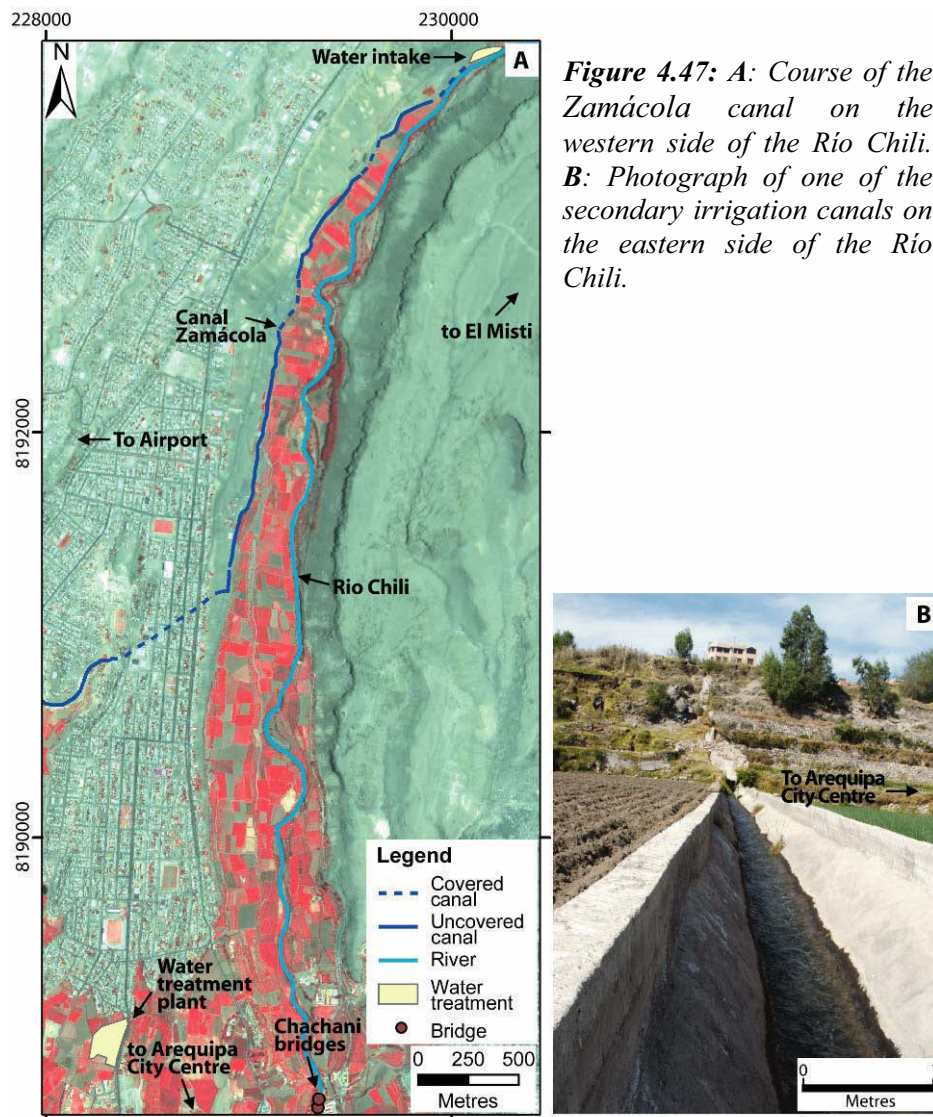 228000
230000
N
Water intake
A
Canal
Zamácola
to El Misti
To Airport
8192000
Rio Chili
8190000
Legend
Covered
canal
Uncovered
canal
River
Water
treatment
Bridge
Water
treatment
plant
to Arequipa
City Centre
Chachani
bridges
0 250 500
Metres
Figure 4.47: A: Course of the
Zamácola canal on the
western side of the Río Chili.
B: Photograph of one of the
secondary irrigation canals on
the eastern side of the Río
Chili.
B
To Arequipa
City Centre
0 1
Metres